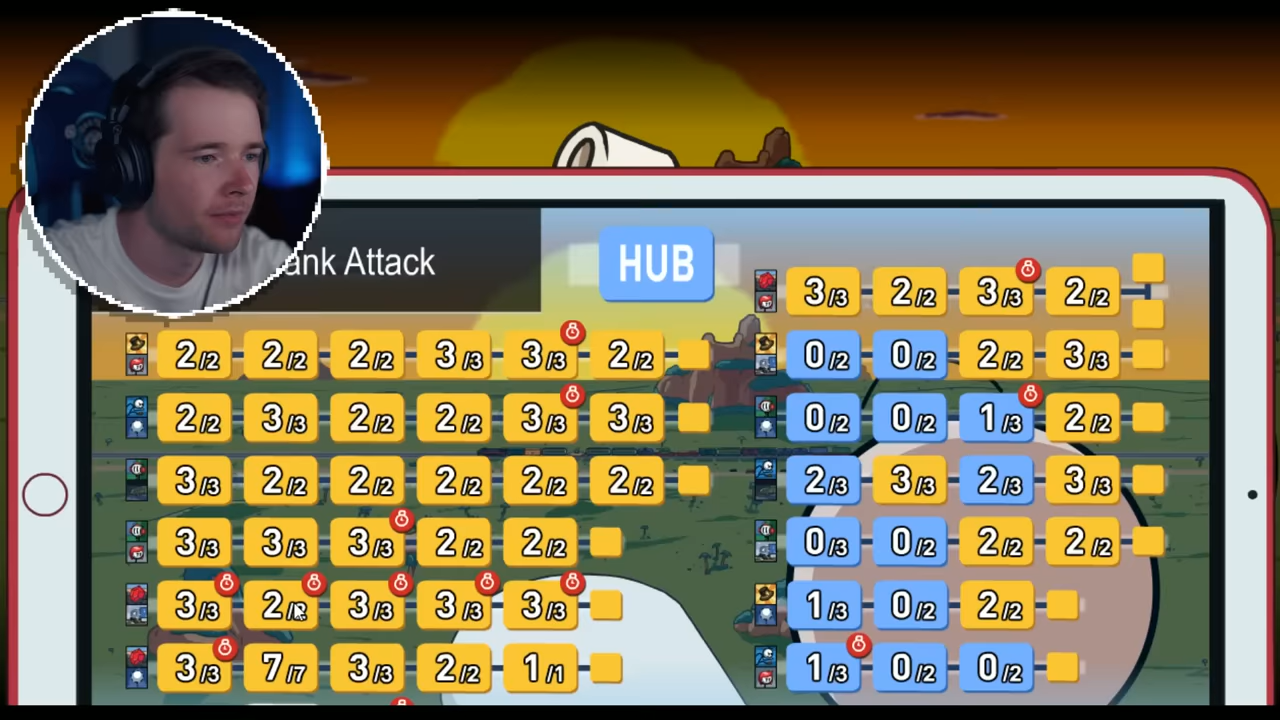 ank Attack
HUB
3/3 2/2 3/3 2/2
2/2 2/2 2/2 3/3 3/3 2/2
0/2 0/2 2/2 3/3
2/2 3/3 2/2 2/2 3/3 3/3
0/2 0/2 1/3 2/2
3/3 2/2 2/2 2/2 2/2 2/2
2/3 3/3 2/3 3/3
3/3 3/3 3/3 2/2 2/2
0/3 0/2 2/2 2/2
3/3 2/ 3/3 3/3 3/3
1/3 0/2 2/2
3/3 7/7 3/3 2/2 1/1
1/3 0/2 0/2